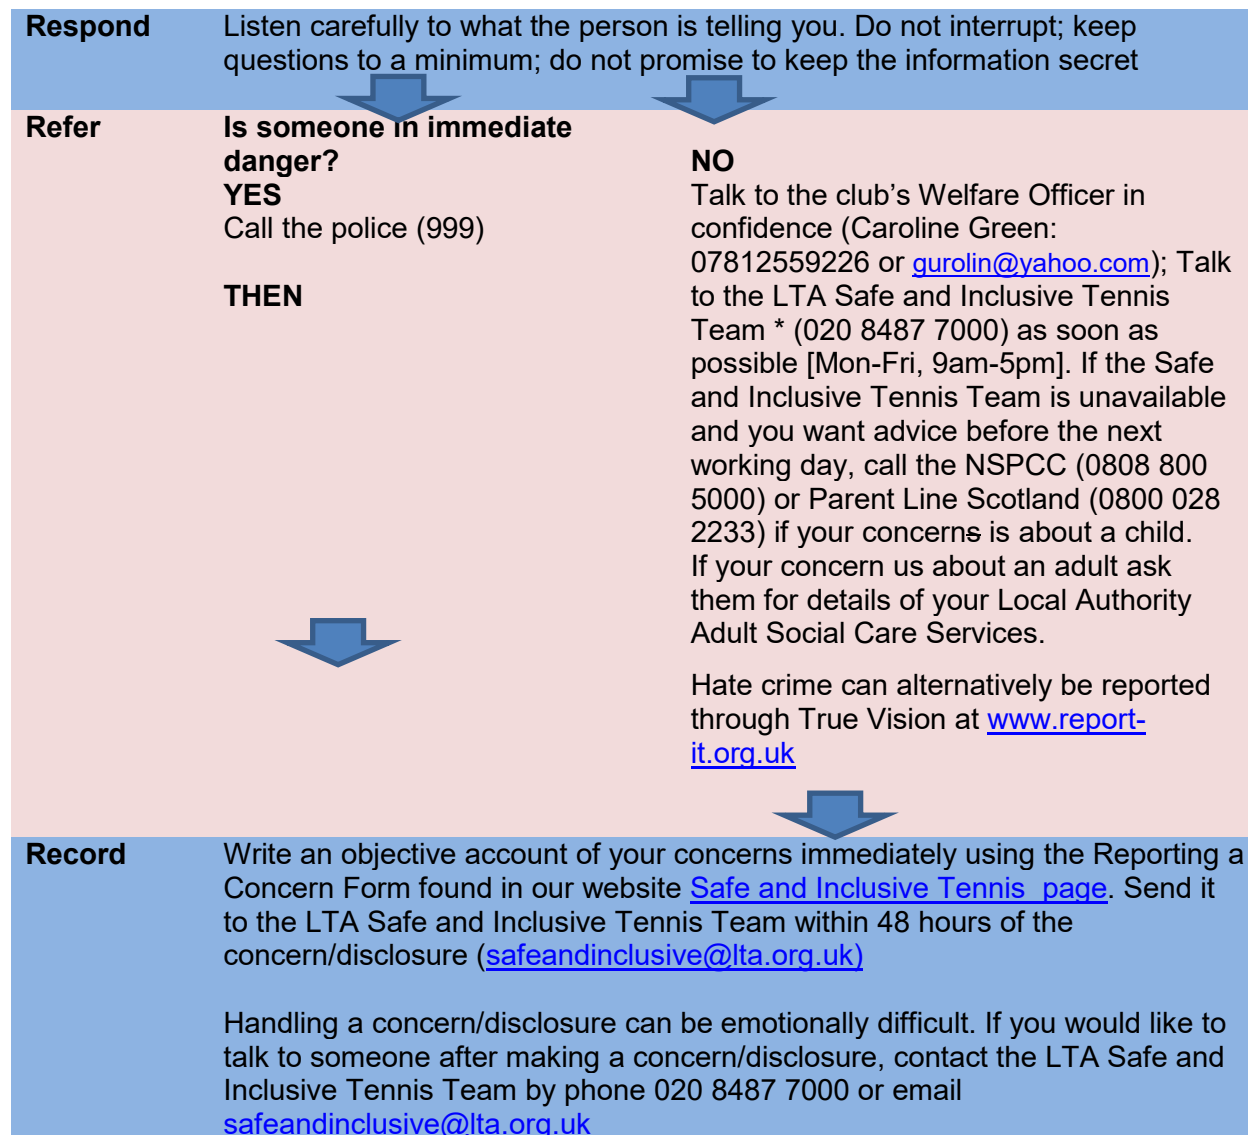 Respond
Listen carefully to what the person is telling you. Do not interrupt; keep
questions to a minimum; do not promise to keep the information secret
Refer
Is someone in immediate
danger?
YES
Call the police (999)
THEN
NO
Talk to the club’s Welfare Officer in
confidence (Caroline Green:
07812559226 or gurolin@yahoo.com); Talk
to the LTA Safe and Inclusive Tennis
Team * (020 8487 7000) as soon as
possible [Mon-Fri, 9am-5pm]. If the Safe
and Inclusive Tennis Team is unavailable
and you want advice before the next
working day, call the NSPCC (0808 800
5000) or Parent Line Scotland (0800 028
2233) if your concerns is about a child.
If your concern us about an adult ask
them for details of your Local Authority
Adult Social Care Services.
Hate crime can alternatively be reported
through True Vision at www.report-
it.org.uk
Record
Write an objective account of your concerns immediately using the Reporting a
Concern Form found in our website Safe and Inclusive Tennis  page. Send it
to the LTA Safe and Inclusive Tennis Team within 48 hours of the
concern/disclosure (safeandinclusive@lta.org.uk)
Handling a concern/disclosure can be emotionally difficult. If you would like to
talk to someone after making a concern/disclosure, contact the LTA Safe and
Inclusive Tennis Team by phone 020 8487 7000 or email
safeandinclusive@lta.org.uk